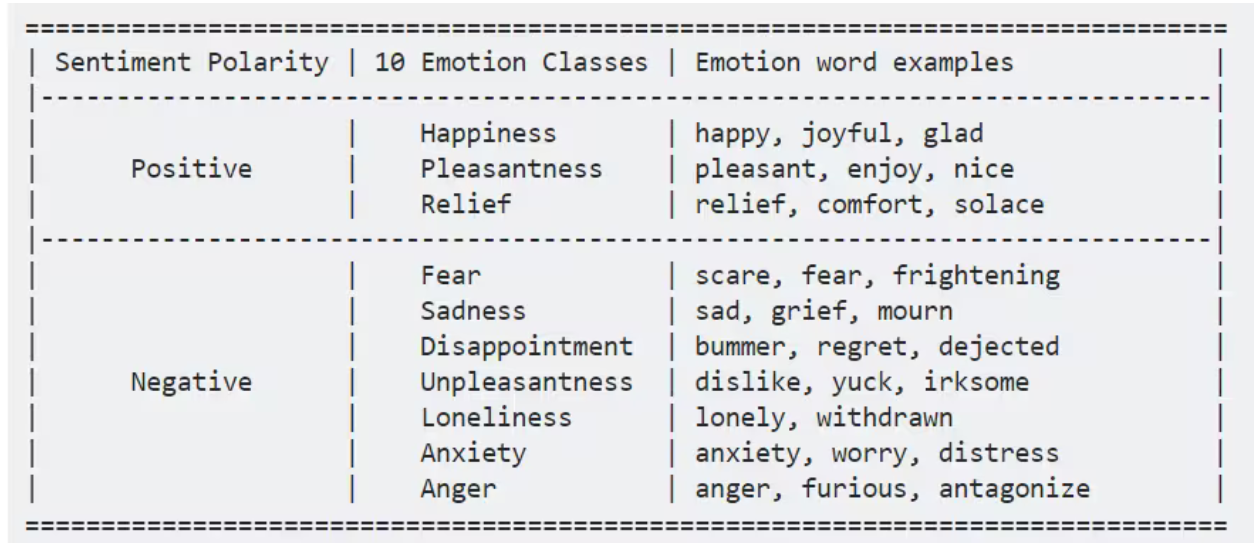 ===============================================================================
| Sentiment Polarity | 10 Emotion Classes | Emotion word examples             |
|-----------------------------------------------------------------------------|
|                    |    Happiness       | happy, joyful, glad               |
|      Positive      |    Pleasantness    | pleasant, enjoy, nice             |
|                    |    Relief          | relief, comfort, solace           |
|-----------------------------------------------------------------------------|
|                    |    Fear            | scare, fear, frightening          |
|                    |    Sadness         | sad, grief, mourn                 |
|                    |    Disappointment  | bummer, regret, dejected          |
|      Negative      |    Unpleasantness  | dislike, yuck, irksome            |
|                    |    Loneliness      | lonely, withdrawn                 |
|                    |    Anxiety         | anxiety, worry, distress          |
|                    |    Anger           | anger, furious, antagonize        |
===============================================================================